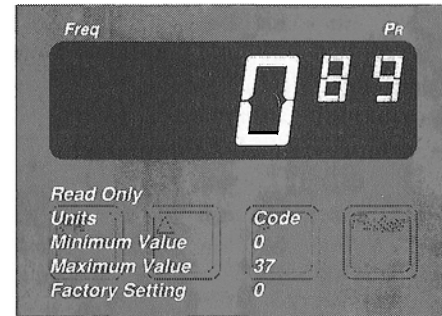 Freq PR
0 89
Read Only
Units Code
Minimum Value 0
Maximum Value 37
Factory Setting 0